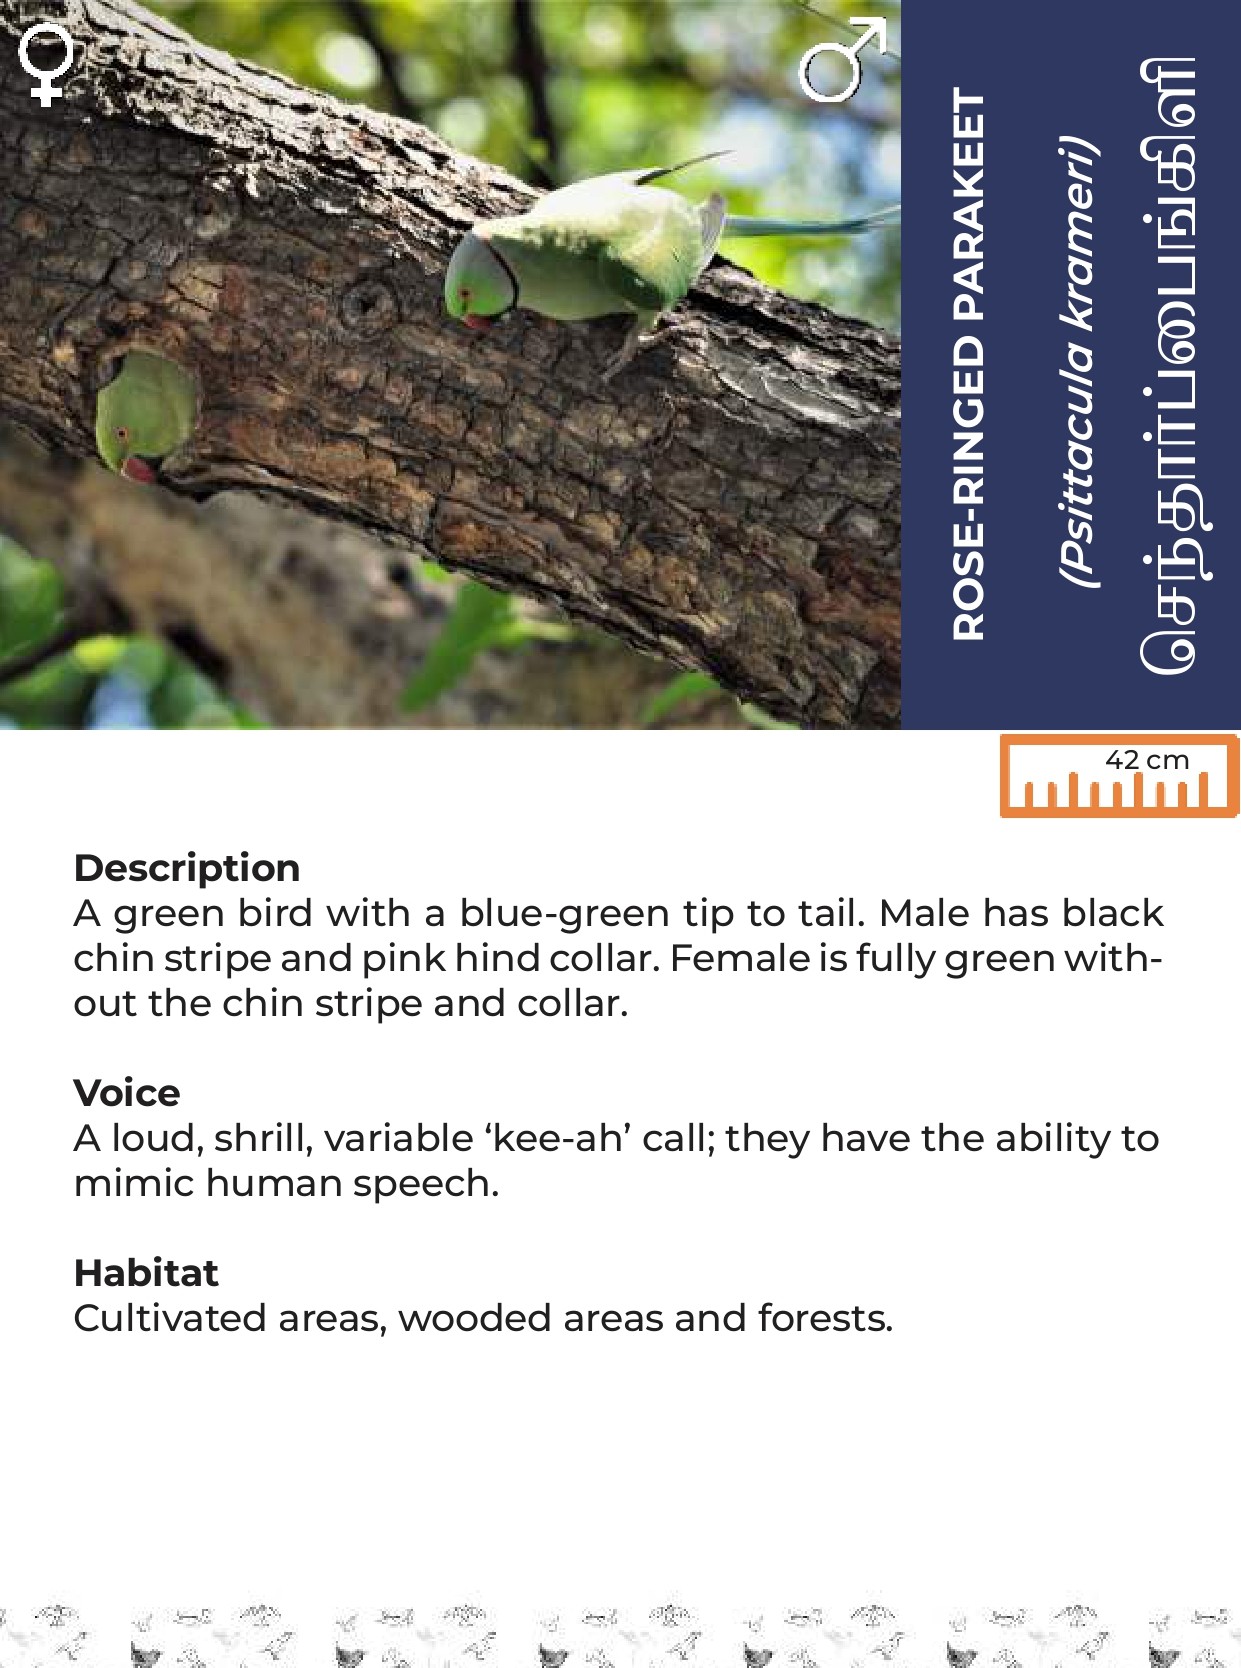 ROSE-RINGED PARAKEET
(Psittacula krameri)
செந்தார்ப்பைங்கிளி
42 cm
Description
A green bird with a blue-green tip to tail. Male has black
chin stripe and pink hind collar. Female is fully green with-
out the chin stripe and collar.
Voice
A loud, shrill, variable ‘kee-ah’ call; they have the ability to
mimic human speech.
Habitat
Cultivated areas, wooded areas and forests.